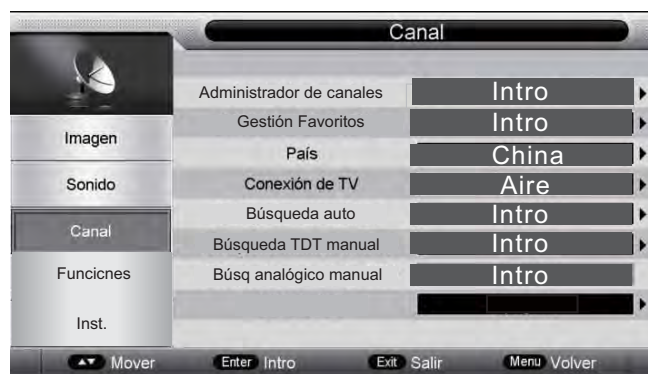 Canal
Administrador de canales Intro
Gestión Favoritos Intro
País China
Conexión de TV Aire
Búsqueda auto Intro
Búsqueda TDT manual Intro
Búsq analógico manual Intro
Imagen
Sonido
Canal
Funcicnes
Inst.
Mover Enter Intro Exit Salir Menu Volver